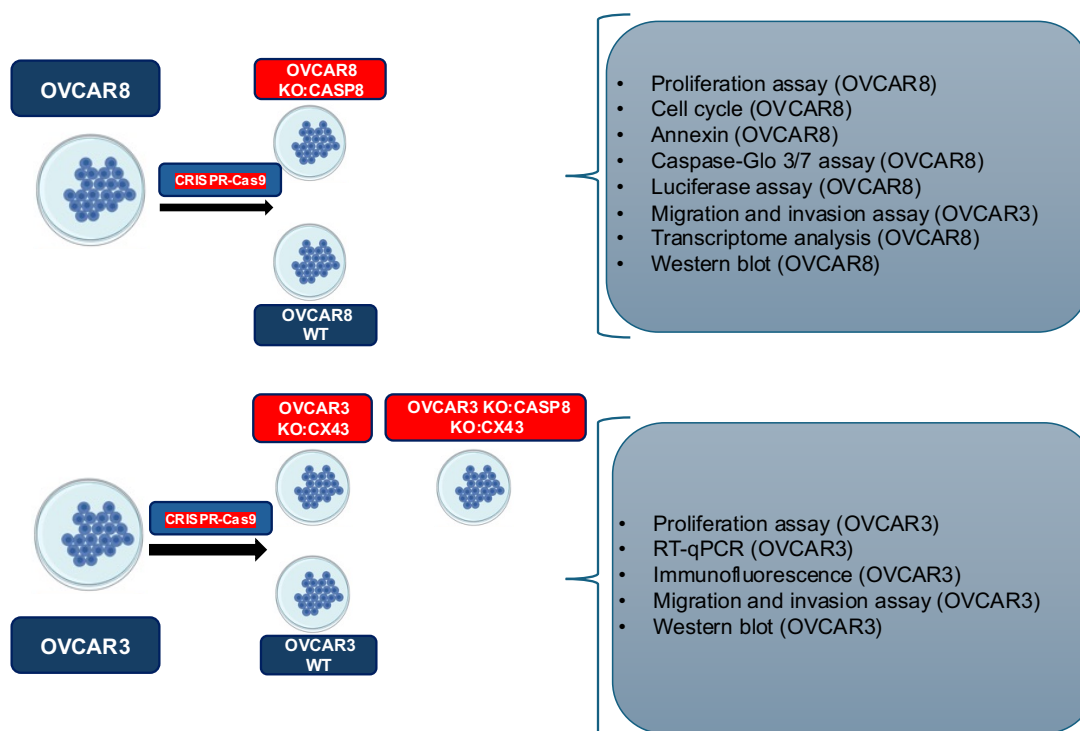 OVCAR8
CRISPR-Cas9
OVCAR8
KO:CASP8
OVCAR8
WT
• Proliferation assay (OVCAR8)
• Cell cycle (OVCAR8)
• Annexin (OVCAR8)
• Caspase-Glo 3/7 assay (OVCAR8)
• Luciferase assay (OVCAR8)
• Migration and invasion assay (OVCAR3)
• Transcriptome analysis (OVCAR8)
• Western blot (OVCAR8)
OVCAR3
CRISPR-Cas9
OVCAR3
KO:CX43
OVCAR3 KO:CASP8
KO:CX43
OVCAR3
WT
• Proliferation assay (OVCAR3)
• RT-qPCR (OVCAR3)
• Immunofluorescence (OVCAR3)
• Migration and invasion assay (OVCAR3)
• Western blot (OVCAR3)